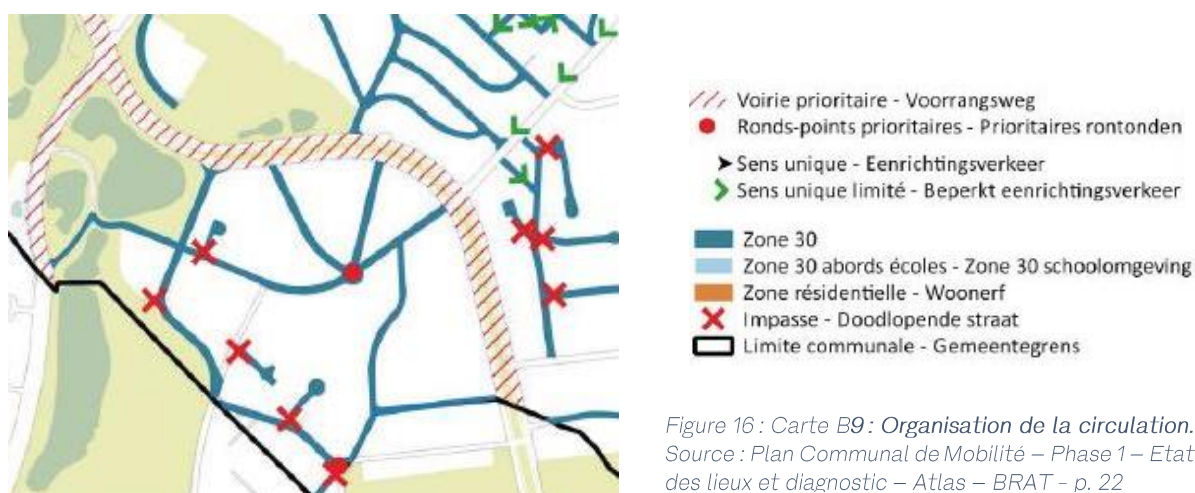 Voirie prioritaire - Voorrangsweg
Ronds-points prioritaires - Prioritaires rontonden
Sens unique - Eenrichtingsverkeer
Sens unique limité - Beperkt eenrichtingsverkeer
Zone 30
Zone 30 abords écoles - Zone 30 schoolomgeving
Zone résidentielle - Woonerf
Impasse - Doodlopende straat
Limite communale - Gemeentegrens
Figure 16 : Carte B9 : Organisation de la circulation.
Source : Plan Communal de Mobilité – Phase 1 – Etat
des lieux et diagnostic – Atlas – BRAT - p. 22